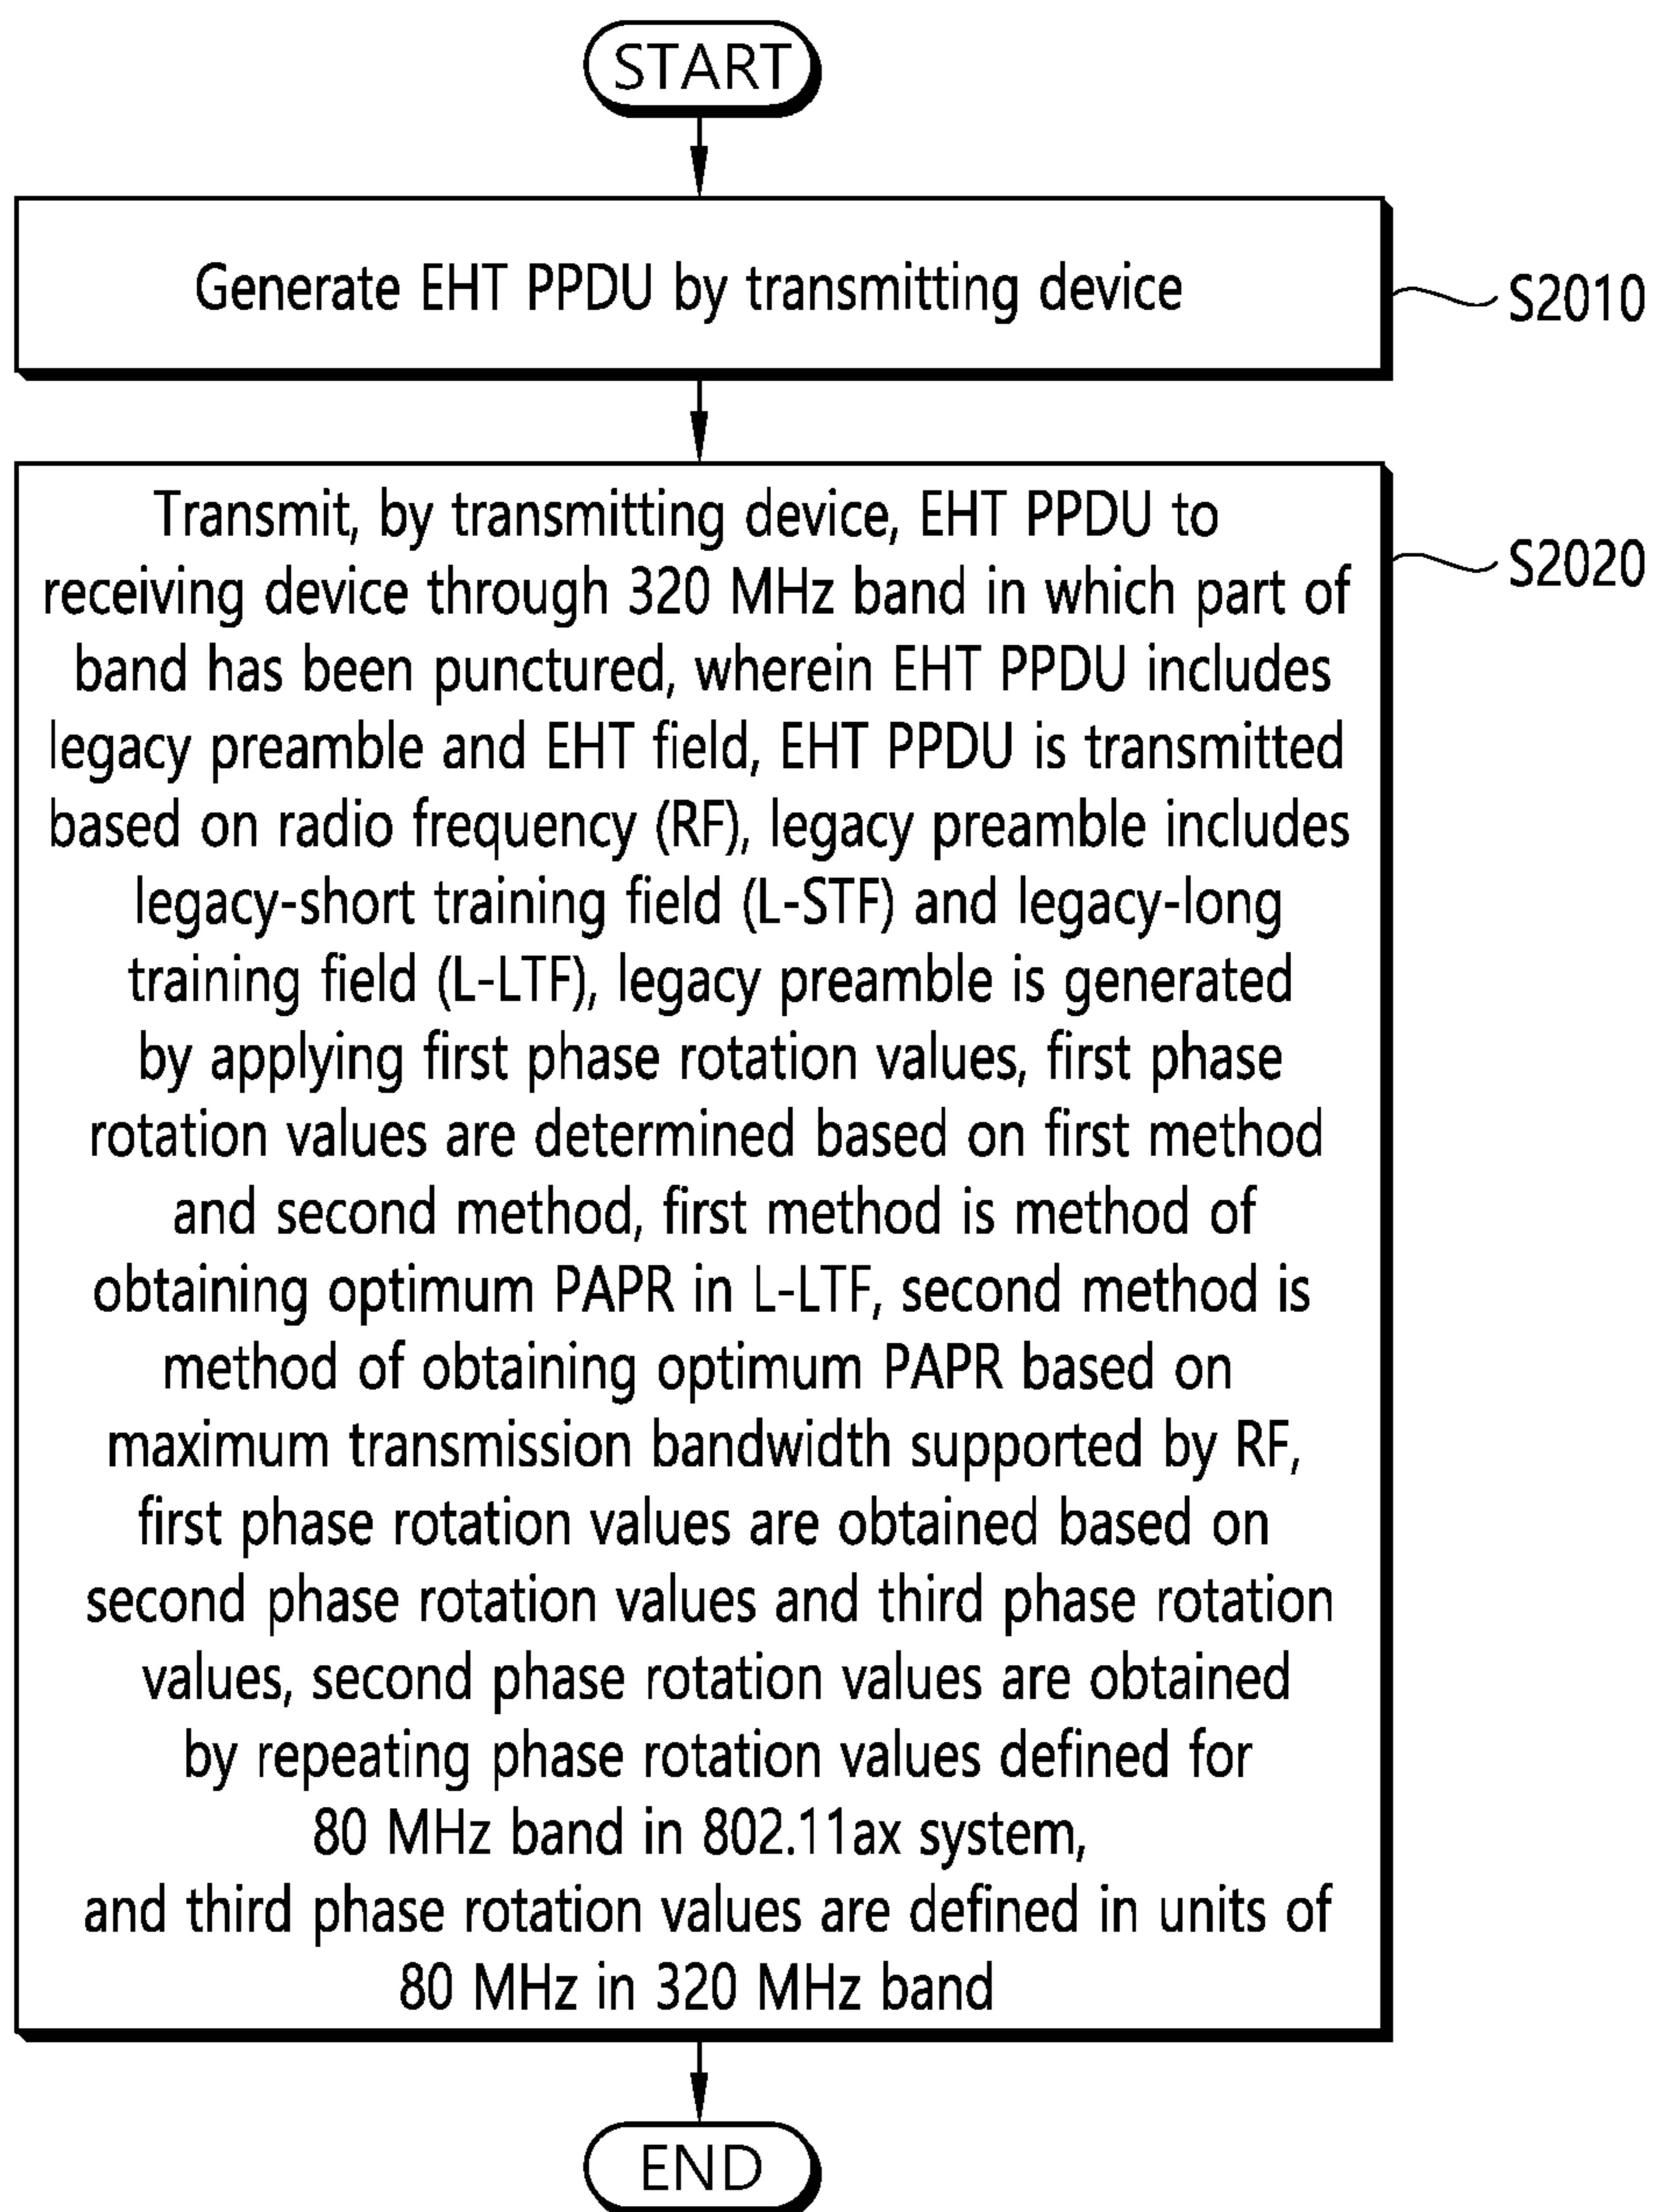 START
Generate EHT PPDU by transmitting device
S2010
Transmit, by transmitting device, EHT PPDU to
receiving device through 320 MHz band in which part of
band has been punctured, wherein EHT PPDU includes
legacy preamble and EHT field, EHT PPDU is transmitted
based on radio frequency (RF), legacy preamble includes
legacy-short training field (L-STF) and legacy-long
training field (L-LTF), legacy preamble is generated
by applying first phase rotation values, first phase
rotation values are determined based on first method
and second method, first method is method of
obtaining optimum PAPR in L-LTF, second method is
method of obtaining optimum PAPR based on
maximum transmission bandwidth supported by RF,
first phase rotation values are obtained based on
second phase rotation values and third phase rotation
values, second phase rotation values are obtained
by repeating phase rotation values defined for
80 MHz band in 802.11ax system,
and third phase rotation values are defined in units of
80 MHz in 320 MHz band
S2020
END